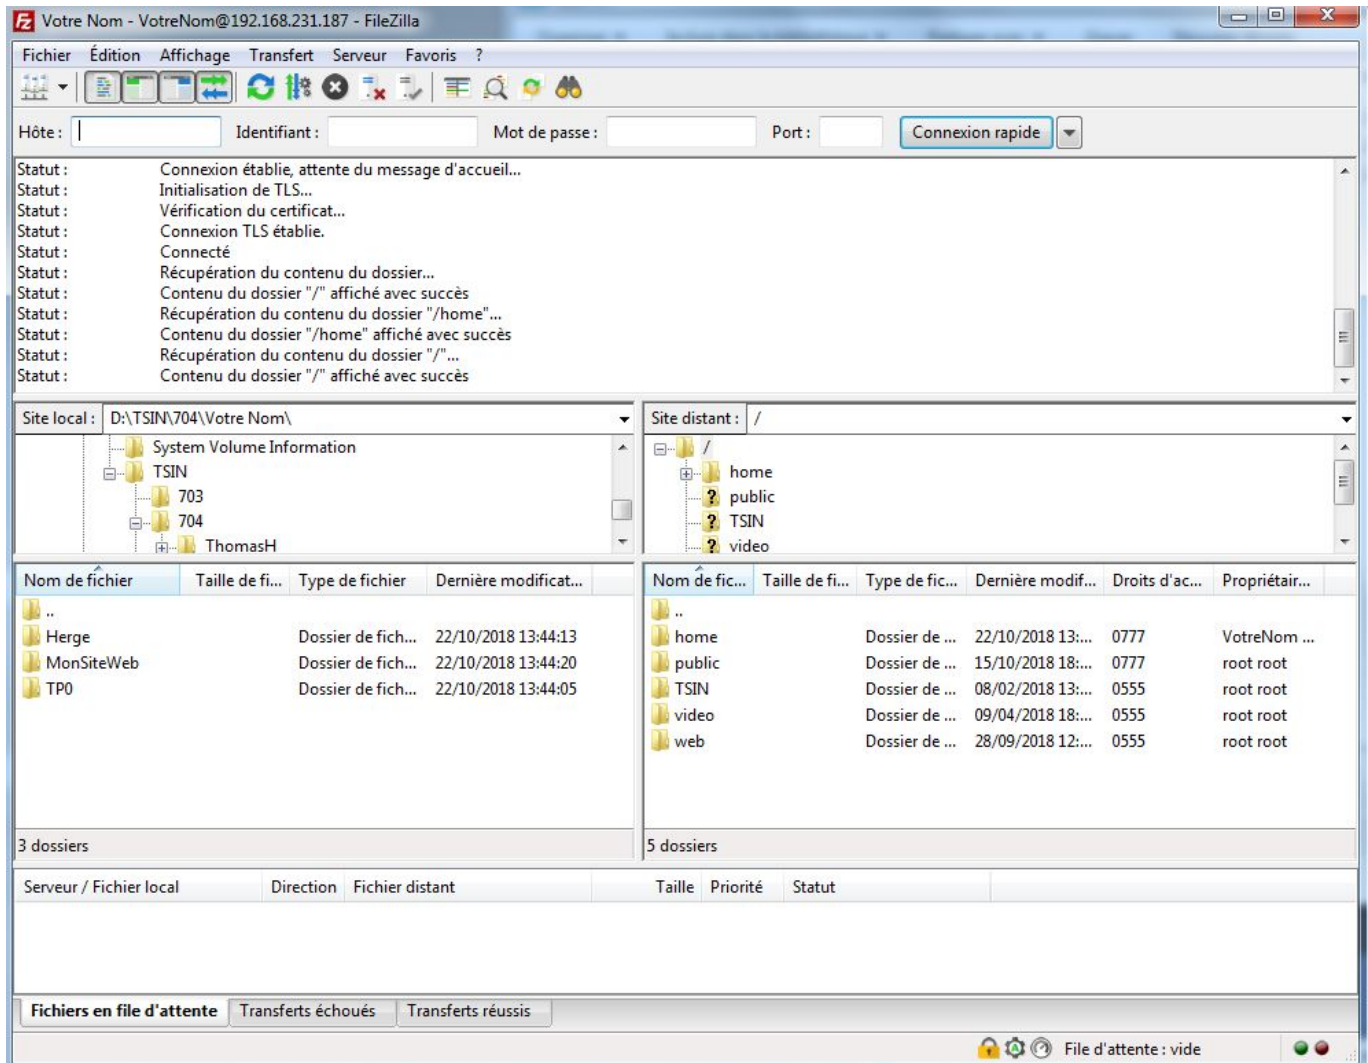 Votre Nom - VotreNom@192.168.231.187 - FileZilla
Fichier Édition Affichage Transfert Serveur Favoris ?
Hôte : Identifiant : Mot de passe : Port : Connexion rapide
Statut : Connexion établie, attente du message d'accueil...
Statut : Initialisation de TLS...
Statut : Vérification du certificat...
Statut : Connexion TLS établie.
Statut : Connecté
Statut : Récupération du contenu du dossier...
Statut : Contenu du dossier "/" affiché avec succès
Statut : Récupération du contenu du dossier "/home"...
Statut : Contenu du dossier "/home" affiché avec succès
Statut : Récupération du contenu du dossier "/"...
Statut : Contenu du dossier "/" affiché avec succès
Site local : D:\TSIN\704\Votre Nom\
System Volume Information
TSIN
703
704
ThomasH
Site distant : /
/
home
? public
? TSIN
? video
Nom de fichier Taille de fi... Type de fichier Dernière modificat...
..
Herge Dossier de fich... 22/10/2018 13:44:13
MonSiteWeb Dossier de fich... 22/10/2018 13:44:20
TP0 Dossier de fich... 22/10/2018 13:44:05
3 dossiers
Nom de fic... Taille de fi... Type de fic... Dernière modif... Droits d'ac... Propriétair...
..
home Dossier de ... 22/10/2018 13:... 0777 VotreNom ...
public Dossier de ... 15/10/2018 18:... 0777 root root
TSIN Dossier de ... 08/02/2018 13:... 0555 root root
video Dossier de ... 09/04/2018 18:... 0555 root root
web Dossier de ... 28/09/2018 12:... 0555 root root
5 dossiers
Serveur / Fichier local Direction Fichier distant Taille Priorité Statut
Fichiers en file d'attente Transferts échoués Transferts réussis
File d'attente : vide